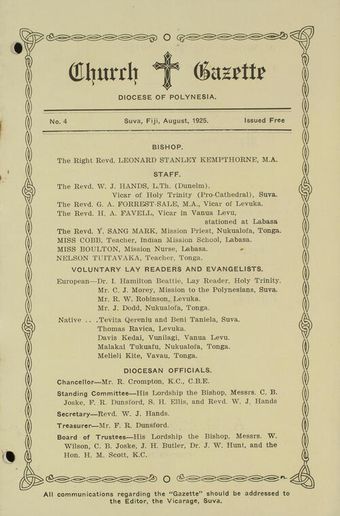 Church Gazette
DIOCESE OF POLYNESIA.
No. 4 Suva, Fiji, August, 1925. Issued Free
BISHOP.
The Right Revd. LEONARD STANLEY KEMPTHORNE, M.A.
STAFF.
The Revd. W. J. HANDS, L.Th. (Dunelm).
Vicar of Holy Trinity (Pro-Cathedral), Suva.
The Revd. G. A. FORREST-SALE, M.A., Vicar of Levuka.
The Revd. H. A. FAVELL, Vicar in Vanua Levu,
stationed at Labasa
The Revd. Y. SANG MARK, Mission Priest, Nukualofa, Tonga.
MISS COBB, Teacher, Indian Mission School, Labasa.
MISS BOULTON, Mission Nurse, Labasa.
NELSON TUITAVAKA, Teacher, Tonga.
VOLUNTARY LAY READERS AND EVANGELISTS.
European—Dr. I. Hamilton Beattie, Lay Reader, Holy Trinity.
Mr. C. J. Morey, Mission to the Polynesians, Suva.
Mr. R. W. Robinson, Levuka.
Mr. J. Dodd, Nukualofa, Tonga.
Native .. .Tevita Qerenlu and Beni Taniela, Suva.
Thomas Ravica, Levuka.
Davis Kedai, Vunilagi, Vanua Levu.
Malakai Tokuafu, Nukualofa, Tonga.
Melieli Kite, Vavau, Tonga.
DIOCESAN OFFICIALS.
Chancellor—Mr. R. Crompton, K.C., C.B.E.
Standing Committee—His Lordship the Bishop, Messrs. C. B.
Joske, F. R. Dunsford, S. H. Ellis, and Revd. W. J. Hands
Secretary—Revd. W. J. Hands.
Treasurer—Mr. F. R. Dunsford.
Board of Trustees—His Lordship the Bishop, Messrs. W.
Wilson, C. B. Joske, J. H. Butler, Dr. J. W. Hunt, and the
Hon. H. M. Scott, K.C.
All communications regarding the "Gazette" should be addressed to
the Editor, the Vicarage, Suva.